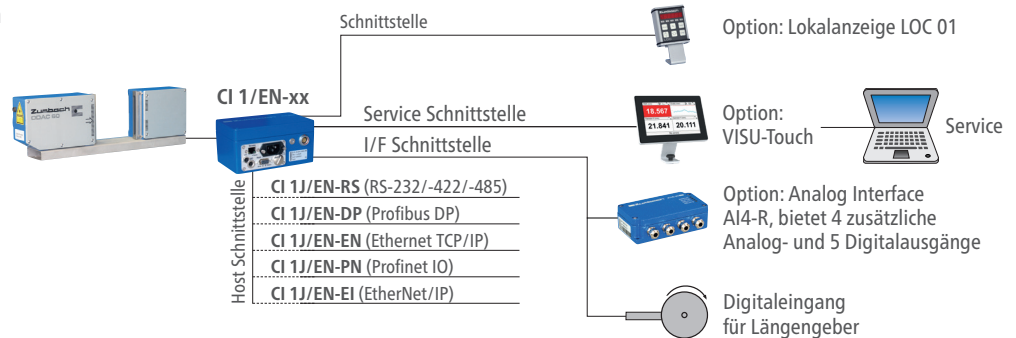 Schnittstelle
Option: Lokalanzeige LOC 01
Zumbach
ODAC
CI 1/EN-xx
Service Schnittstelle
18.567
21.841 20.111
Option:
VISU-Touch
Service
I/F Schnittstelle
Host Schnittstelle
CI 1J/EN-RS (RS-232/-422/-485)
CI 1J/EN-DP (Profibus DP)
CI 1J/EN-EN (Ethernet TCP/IP)
CI 1J/EN-PN (Profinet IO)
CI 1J/EN-EI (EtherNet/IP)
Option: Analog Interface
AI4-R, bietet 4 zusätzliche
Analog- und 5 Digitalausgänge
Digitaleingang
für Längengeber